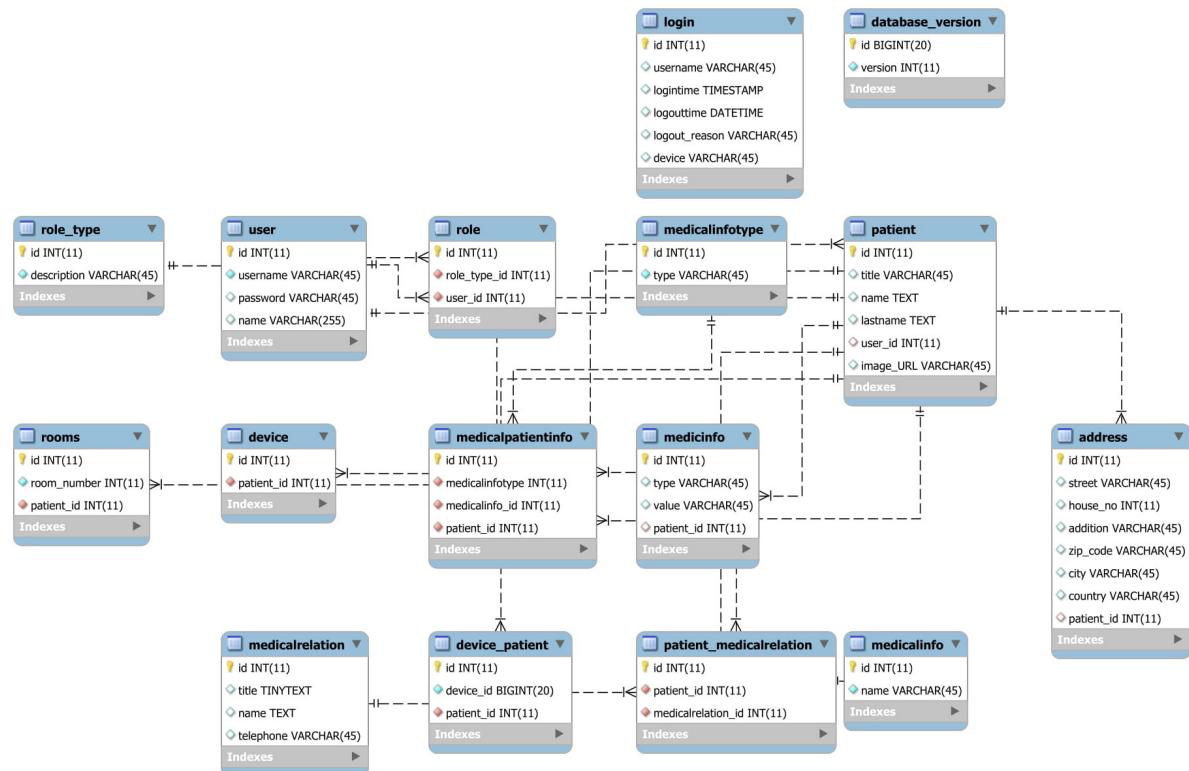 login
id INT(11)
username VARCHAR(45)
logintime TIMESTAMP
logouttime DATETIME
logout_reason VARCHAR(45)
device VARCHAR(45)
Indexes
database_version
id BIGINT(20)
version INT(11)
Indexes
role_type
id INT(11)
description VARCHAR(45)
Indexes
user
id INT(11)
username VARCHAR(45)
password VARCHAR(45)
name VARCHAR(255)
Indexes
role
id INT(11)
role_type_id INT(11)
user_id INT(11)
Indexes
medicalinfotype
id INT(11)
type VARCHAR(45)
Indexes
patient
id INT(11)
title VARCHAR(45)
name TEXT
lastname TEXT
user_id INT(11)
image_URL VARCHAR(45)
Indexes
rooms
id INT(11)
room_number INT(11)
patient_id INT(11)
Indexes
device
id INT(11)
patient_id INT(11)
Indexes
medicalpatientinfo
id INT(11)
medicalinfotype INT(11)
medicalinfo_id INT(11)
patient_id INT(11)
Indexes
medicinfo
id INT(11)
type VARCHAR(45)
value VARCHAR(45)
patient_id INT(11)
Indexes
address
id INT(11)
street VARCHAR(45)
house_no INT(11)
addition VARCHAR(45)
zip_code VARCHAR(45)
city VARCHAR(45)
country VARCHAR(45)
patient_id INT(11)
Indexes
medicalrelation
id INT(11)
title TINYTEXT
name TEXT
telephone VARCHAR(45)
Indexes
device_patient
id INT(11)
device_id BIGINT(20)
patient_id INT(11)
Indexes
patient_medicalrelation
id INT(11)
patient_id INT(11)
medicalrelation_id INT(11)
Indexes
medicalinfo
id INT(11)
name VARCHAR(45)
Indexes